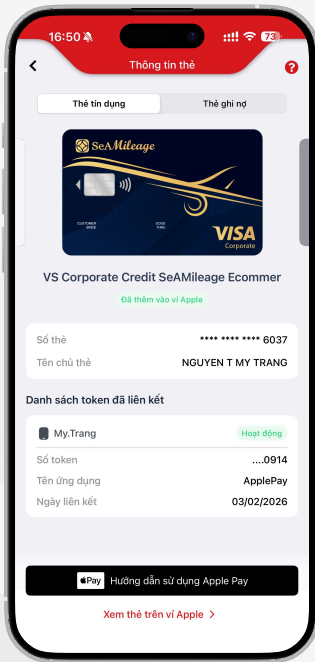 16:50
73
Thông tin thẻ
?
Thẻ tín dụng
Thẻ ghi nợ
SeAMileage
CUSTOMER SINCE
GOOD THRU
VISA
Corporate
VS Corporate Credit SeAMileage Ecommer
Đã thêm vào ví Apple
Số thẻ **** **** **** 6037
Tên chủ thẻ NGUYEN T MY TRANG
Danh sách token đã liên kết
My.Trang Hoạt động
Số token ....0914
Tên ứng dụng ApplePay
Ngày liên kết 03/02/2026
Pay Hướng dẫn sử dụng Apple Pay
Xem thẻ trên ví Apple >